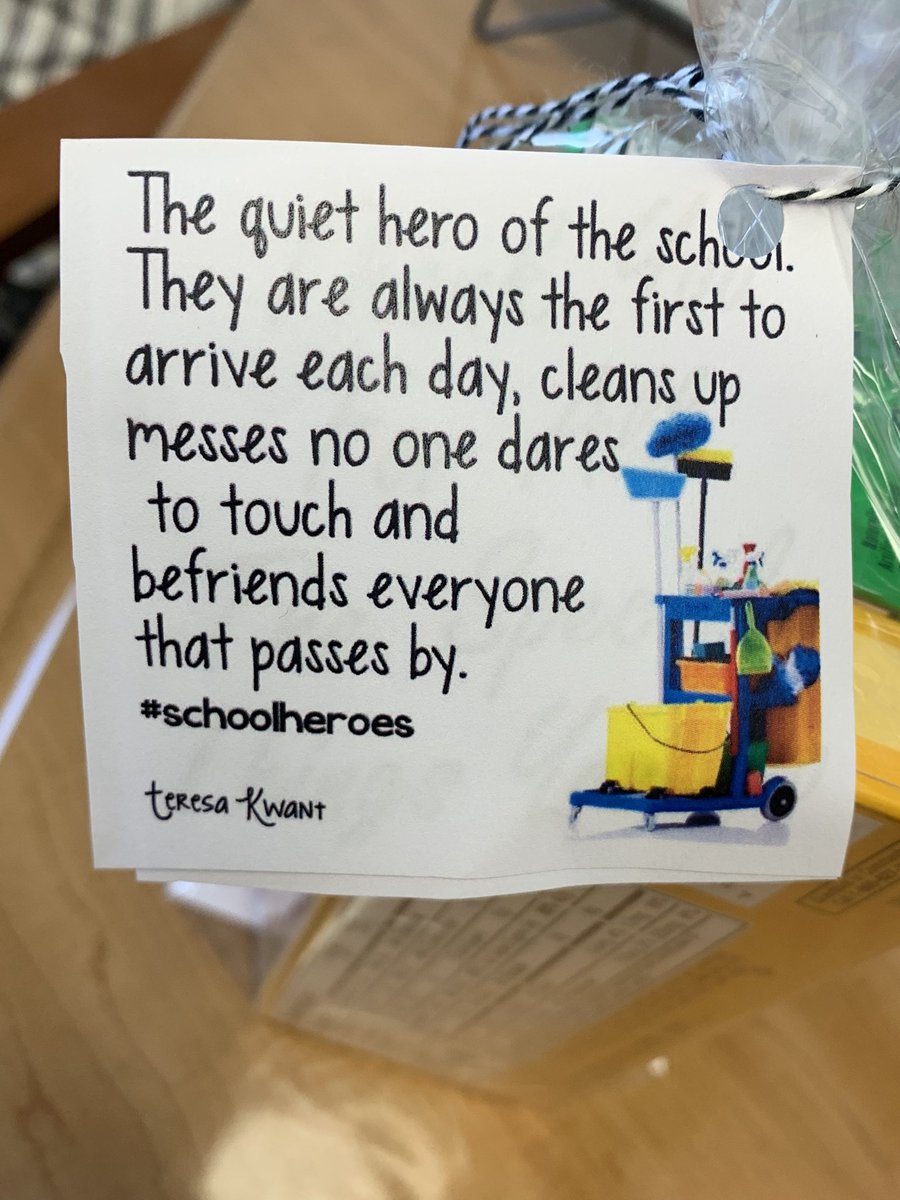 The quiet hero of the school.
They are always the first to
arrive each day, cleans up
messes no one dares
to touch and
befriends everyone
that passes by.
#schoolheroes
teresa Kwant